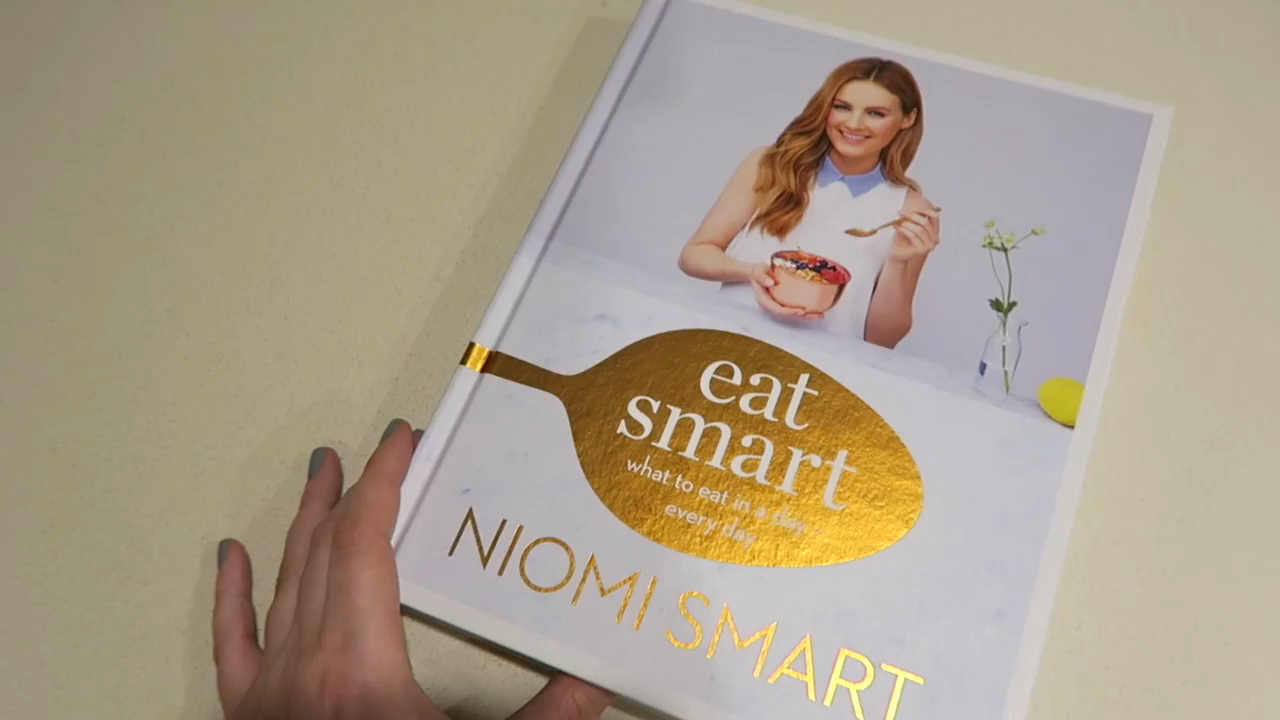 eat
smart
what to eat in a day –
every day
NIOMI SMART